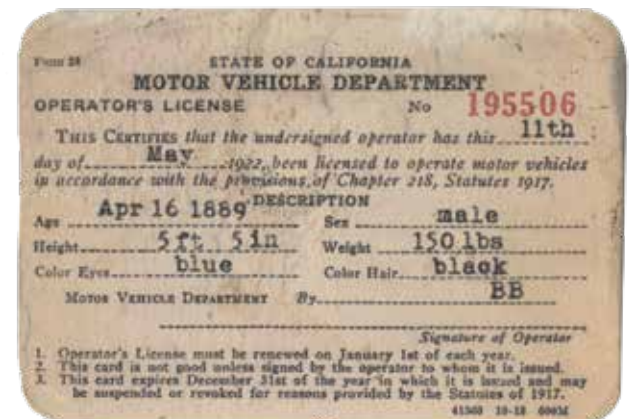 Form 28
STATE OF CALIFORNIA
MOTOR VEHICLE DEPARTMENT
OPERATOR'S LICENSE No 195506
THIS CERTIFIES that the undersigned operator has this 11th
day of May 1922, been licensed to operate motor vehicles
in accordance with the provisions of Chapter 218, Statutes 1917.
DESCRIPTION
Age Apr 16 1889 Sex male
Height 5 ft 5 in Weight 150 lbs
Color Eyes blue Color Hair black
MOTOR VEHICLE DEPARTMENT By BB
Signature of Operator
1. Operator's License must be renewed on January 1st of each year.
2. This card is not good unless signed by the operator to whom it is issued.
3. This card expires December 31st of the year in which it is issued and may
be suspended or revoked for reasons provided by the Statutes of 1917.